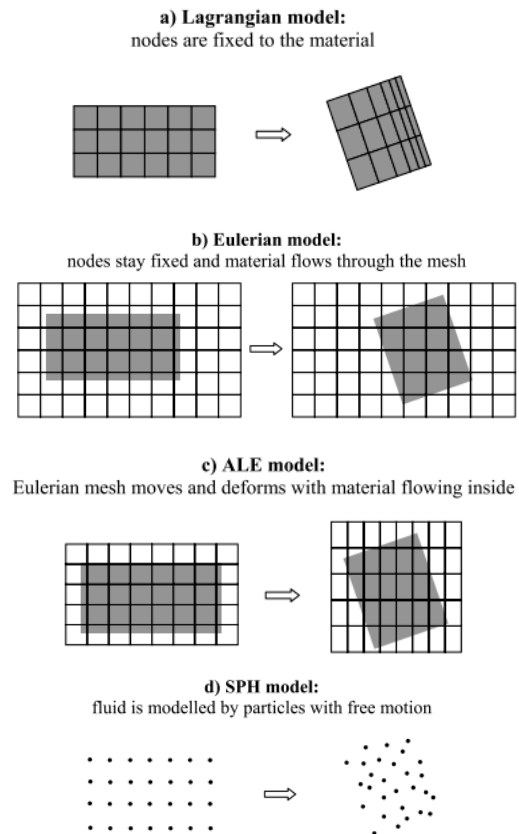 a) Lagrangian model:
nodes are fixed to the material
b) Eulerian model:
nodes stay fixed and material flows through the mesh
c) ALE model:
Eulerian mesh moves and deforms with material flowing inside
d) SPH model:
fluid is modelled by particles with free motion